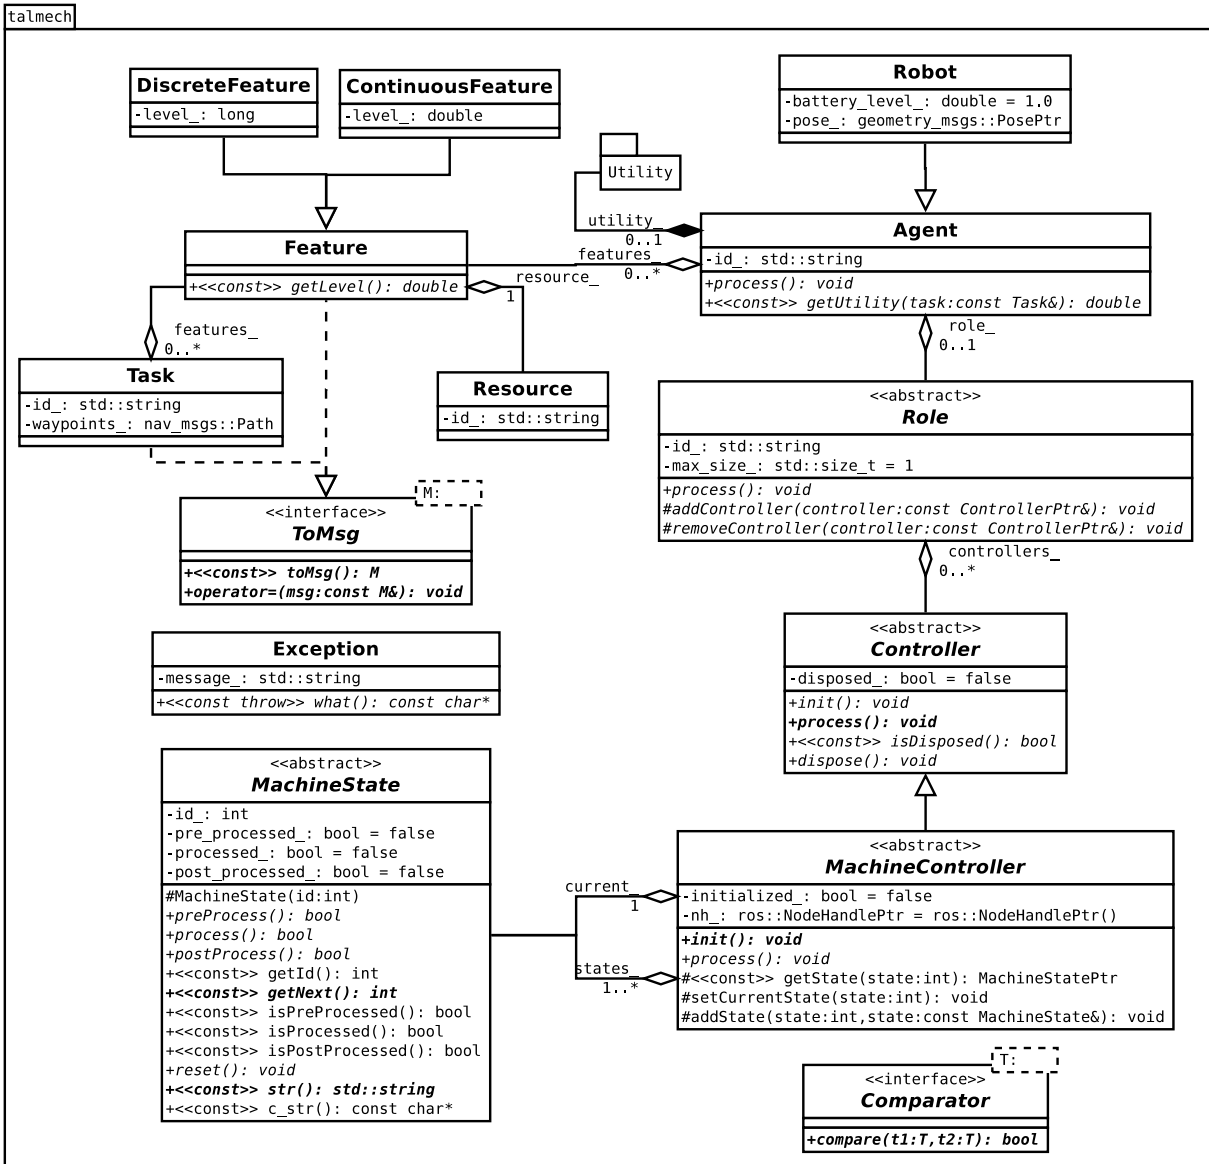 talmech
DiscreteFeature
-level_: long
ContinuousFeature
-level_: double
Robot
-battery_level_: double = 1.0
-pose_: geometry_msgs::PosePtr
Utility
utility_
0..1
features_
0..*
Agent
-id_: std::string
+process(): void
+<<const>> getUtility(task:const Task&): double
Feature
+<<const>> getLevel(): double
resource_
1
features_
0..*
role_
0..1
Task
-id_: std::string
-waypoints_: nav_msgs::Path
Resource
-id_: std::string
<<abstract>>
Role
-id_: std::string
-max_size_: std::size_t = 1
+process(): void
#addController(controller:const ControllerPtr&): void
#removeController(controller:const ControllerPtr&): void
M:
<<interface>>
ToMsg
+<<const>> toMsg(): M
+operator=(msg:const M&): void
controllers_
0..*
Exception
-message_: std::string
+<<const throw>> what(): const char*
<<abstract>>
Controller
-disposed_: bool = false
+init(): void
+process(): void
+<<const>> isDisposed(): bool
+dispose(): void
<<abstract>>
MachineState
-id_: int
-pre_processed_: bool = false
-processed_: bool = false
-post_processed_: bool = false
#MachineState(id:int)
+preProcess(): bool
+process(): bool
+postProcess(): bool
+<<const>> getId(): int
+<<const>> getNext(): int
+<<const>> isPreProcessed(): bool
+<<const>> isProcessed(): bool
+<<const>> isPostProcessed(): bool
+reset(): void
+<<const>> str(): std::string
+<<const>> c_str(): const char*
current_
1
states_
1..*
<<abstract>>
MachineController
-initialized_: bool = false
-nh_: ros::NodeHandlePtr = ros::NodeHandlePtr()
+init(): void
+process(): void
#<<const>> getState(state:int): MachineStatePtr
#setCurrentState(state:int): void
#addState(state:int,state:const MachineState&): void
T:
<<interface>>
Comparator
+compare(t1:T,t2:T): bool